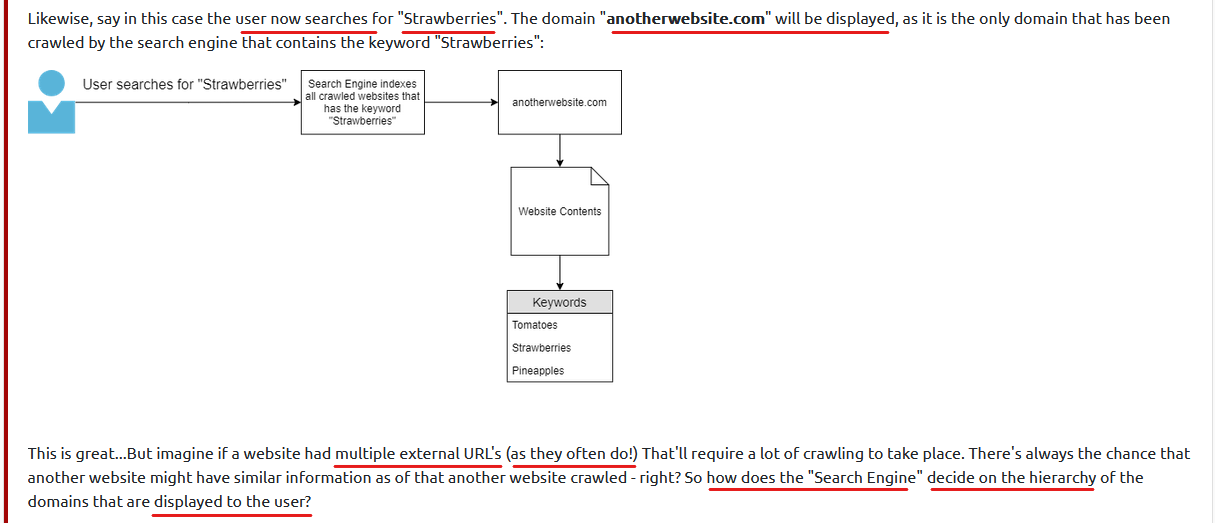 Likewise, say in this case the user now searches for "Strawberries". The domain "anotherwebsite.com" will be displayed, as it is the only domain that has been
crawled by the search engine that contains the keyword "Strawberries":
User searches for "Strawberries"
Search Engine indexes
all crawled websites that
has the keyword
"Strawberries"
anotherwebsite.com
Website Contents
Keywords
Tomatoes
Strawberries
Pineapples
This is great...But imagine if a website had multiple external URL's (as they often do!) That'll require a lot of crawling to take place. There's always the chance that
another website might have similar information as of that another website crawled - right? So how does the "Search Engine" decide on the hierarchy of the
domains that are displayed to the user?